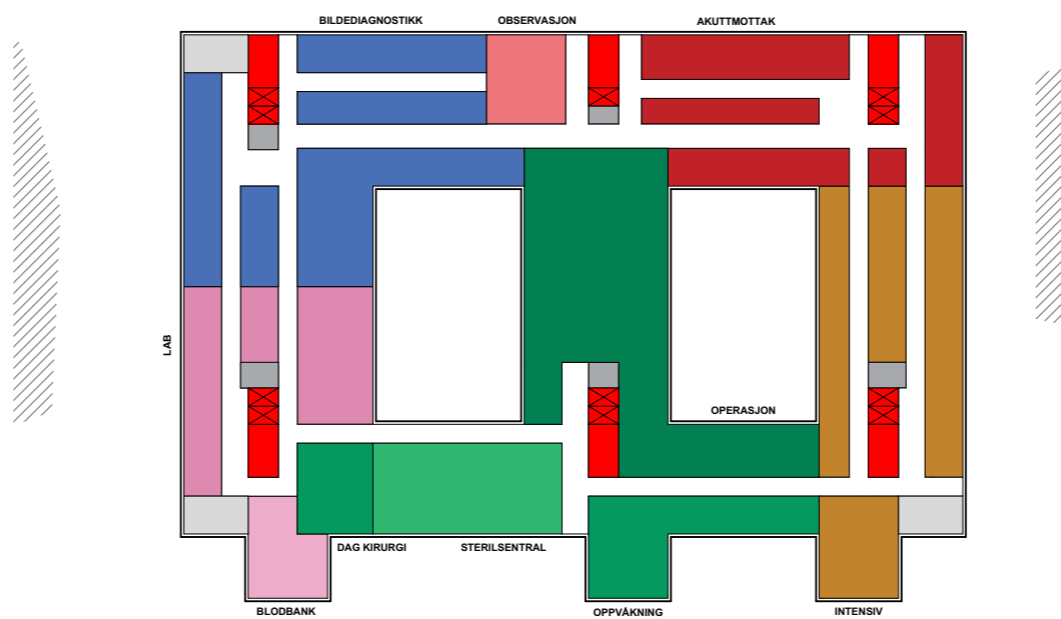 BILDEDIAGNOSTIKK
OBSERVASJON
AKUTTMOTTAK
LAB
OPERASJON
DAG KIRURGI
STERILSENTRAL
BLODBANK
OPPVÅKNING
INTENSIV